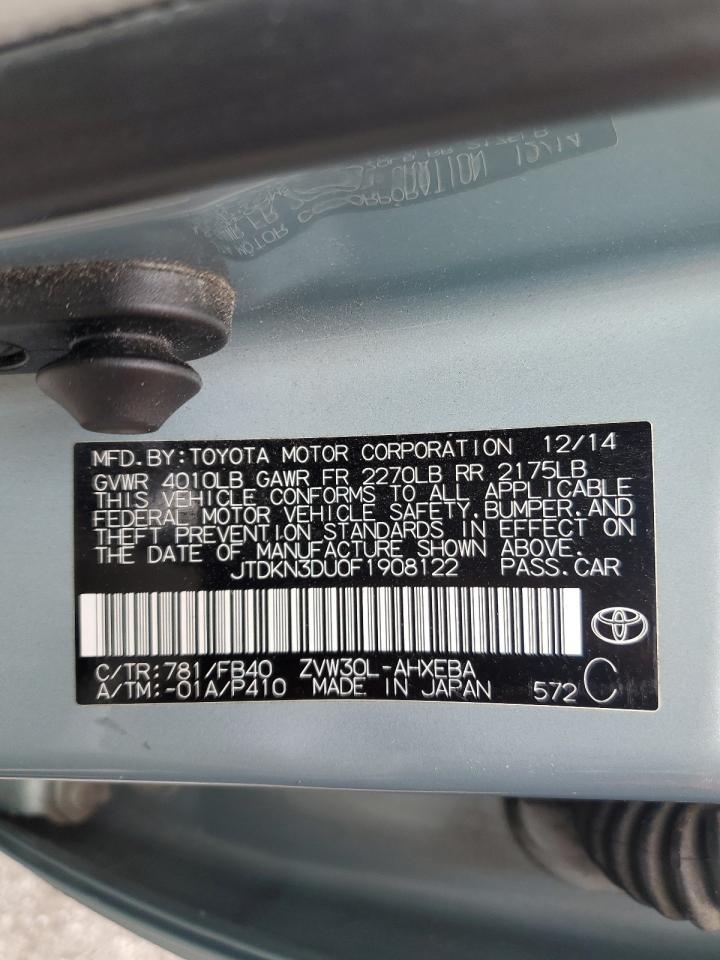 MFD.BY:TOYOTA MOTOR CORPORATION 12/14
GVWR 4010LB GAWR FR 2270LB RR 2175LB
THIS VEHICLE CONFORMS TO ALL APPLICABLE
FEDERAL MOTOR VEHICLE SAFETY,BUMPER,AND
THEFT PREVENTION STANDARDS IN EFFECT ON
THE DATE OF MANUFACTURE SHOWN ABOVE.
JTDKN3DU0F1908122 PASS.CAR
C/TR:781/FB40 ZVW30L-AHXEBA
A/TM:-01A/P410 MADE IN JAPAN 572 C